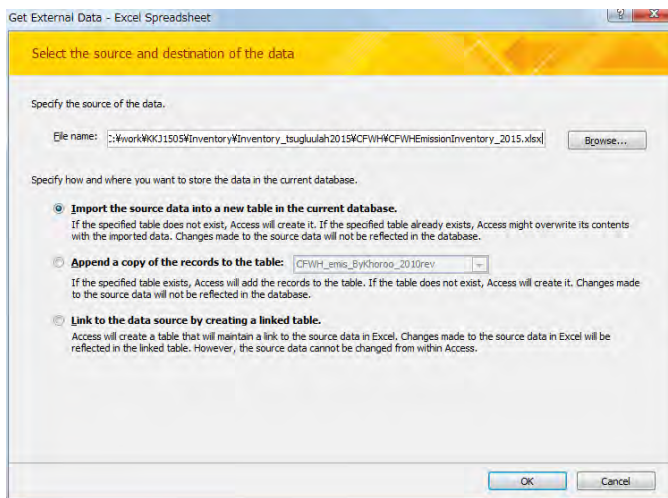 Get External Data - Excel Spreadsheet
Select the source and destination of the data
Specify the source of the data.
File name: :¥work¥KKJ1505¥Inventory¥Inventory_tsugluulah2015¥CFWH¥CFWHEmissionInventory_2015.xlsx Browse...
Specify how and where you want to store the data in the current database.
Import the source data into a new table in the current database.
If the specified table does not exist, Access will create it. If the specified table already exists, Access might overwrite its contents
with the imported data. Changes made to the source data will not be reflected in the database.
Append a copy of the records to the table: CFWH_emis_ByKhoroo_2010rev
If the specified table exists, Access will add the records to the table. If the table does not exist, Access will create it. Changes made
to the source data will not be reflected in the database.
Link to the data source by creating a linked table.
Access will create a table that will maintain a link to the source data in Excel. Changes made to the source data in Excel will be
reflected in the linked table. However, the source data cannot be changed from within Access.
OK Cancel